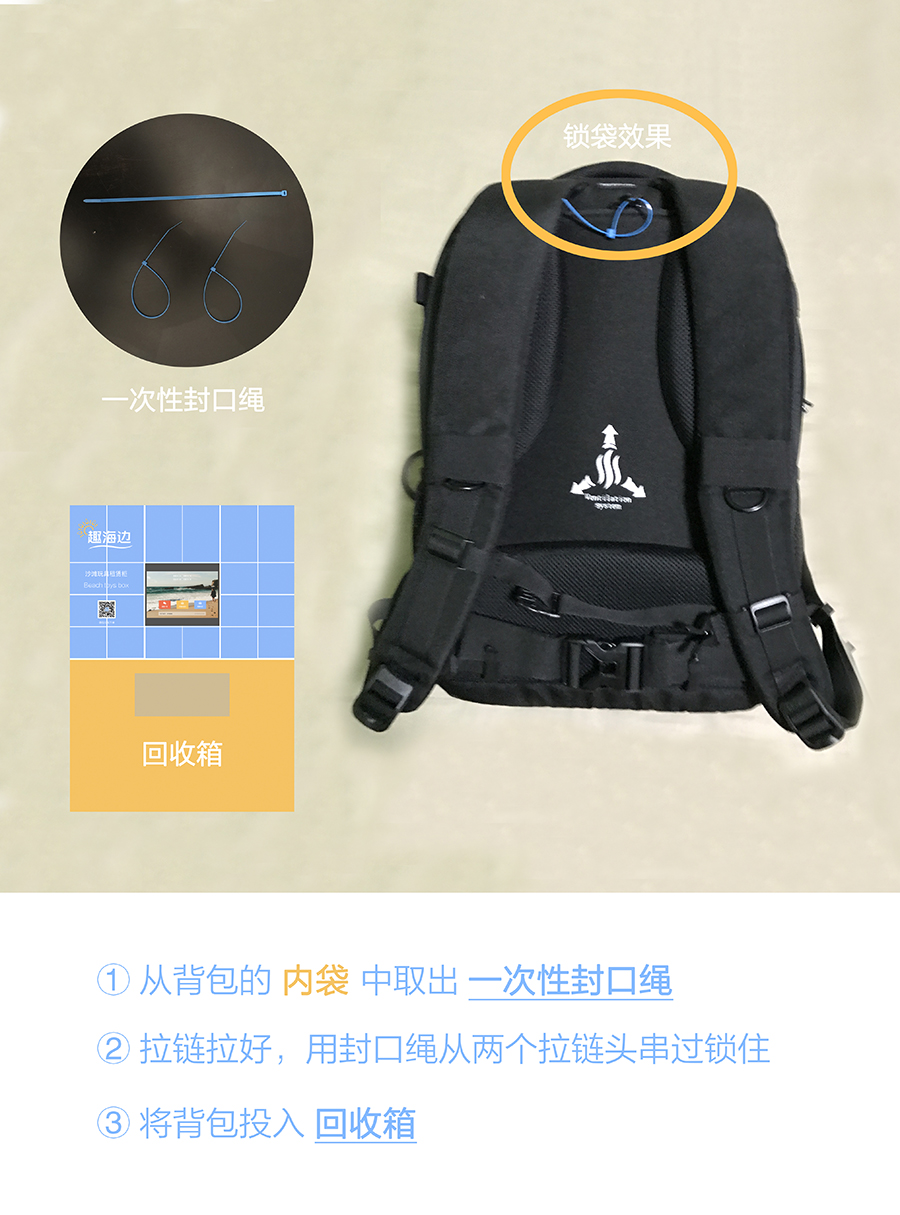 锁袋效果
一次性封口绳
Ventilation
system
趣海边
沙滩玩具租赁柜
Beach toys box
回收箱
① 从背包的 内袋 中取出 一次性封口绳
② 拉链拉好，用封口绳从两个拉链头串过锁住
③ 将背包投入 回收箱